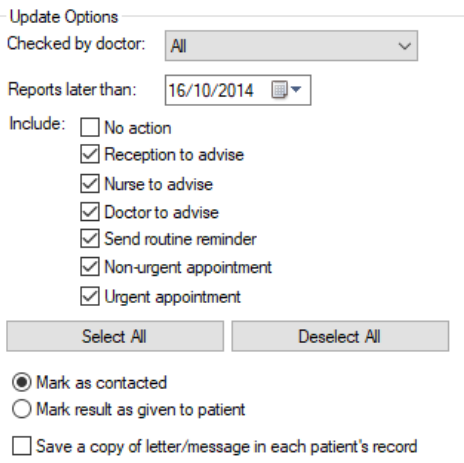 Update Options
Checked by doctor: All
Reports later than: 16/10/2014
Include: No action
Reception to advise
Nurse to advise
Doctor to advise
Send routine reminder
Non-urgent appointment
Urgent appointment
Select All Deselect All
Mark as contacted
Mark result as given to patient
Save a copy of letter/message in each patient's record